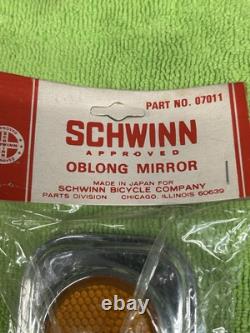 PART NO. 07011
SCHWINN
APPROVED
OBLONG MIRROR
MADE IN JAPAN FOR
SCHWINN BICYCLE COMPANY
PARTS DIVISION CHICAGO, ILLINOIS 60639